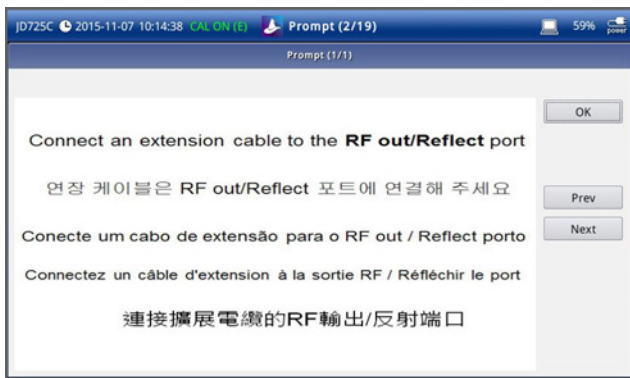 JD725C 2015-11-07 10:14:38 CAL ON (E) Prompt (2/19) 59% power
Prompt (1/1)
OK
Connect an extension cable to the RF out/Reflect port
연장 케이블은 RF out/Reflect 포트에 연결해 주세요
Prev
Next
Conecte um cabo de extensão para o RF out / Reflect porto
Connectez un câble d'extension à la sortie RF / Réfléchir le port
連接擴展電纜的RF輸出/反射端口